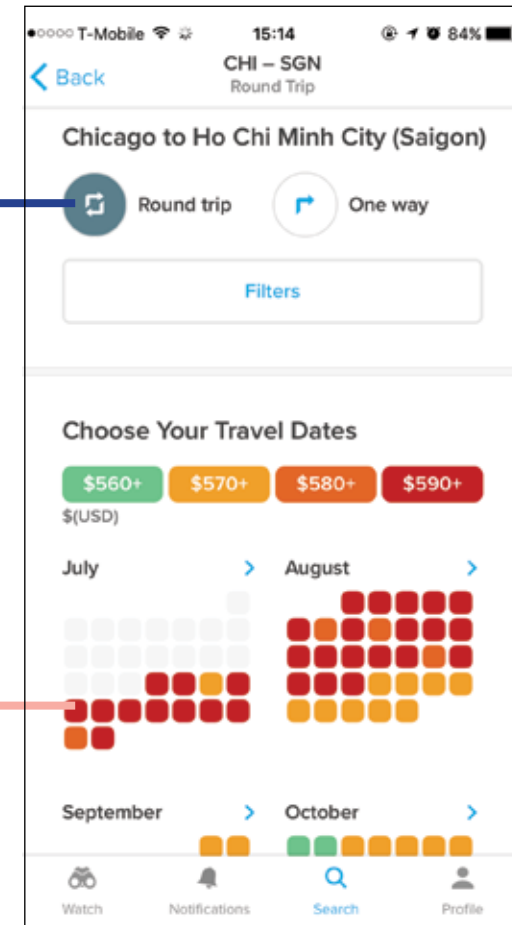 T-Mobile 15:14 84%
Back CHI – SGN
Round Trip
Chicago to Ho Chi Minh City (Saigon)
Round trip One way
Filters
Choose Your Travel Dates
$560+ $570+ $580+ $590+
$(USD)
July August
September October
Watch Notifications Search Profile